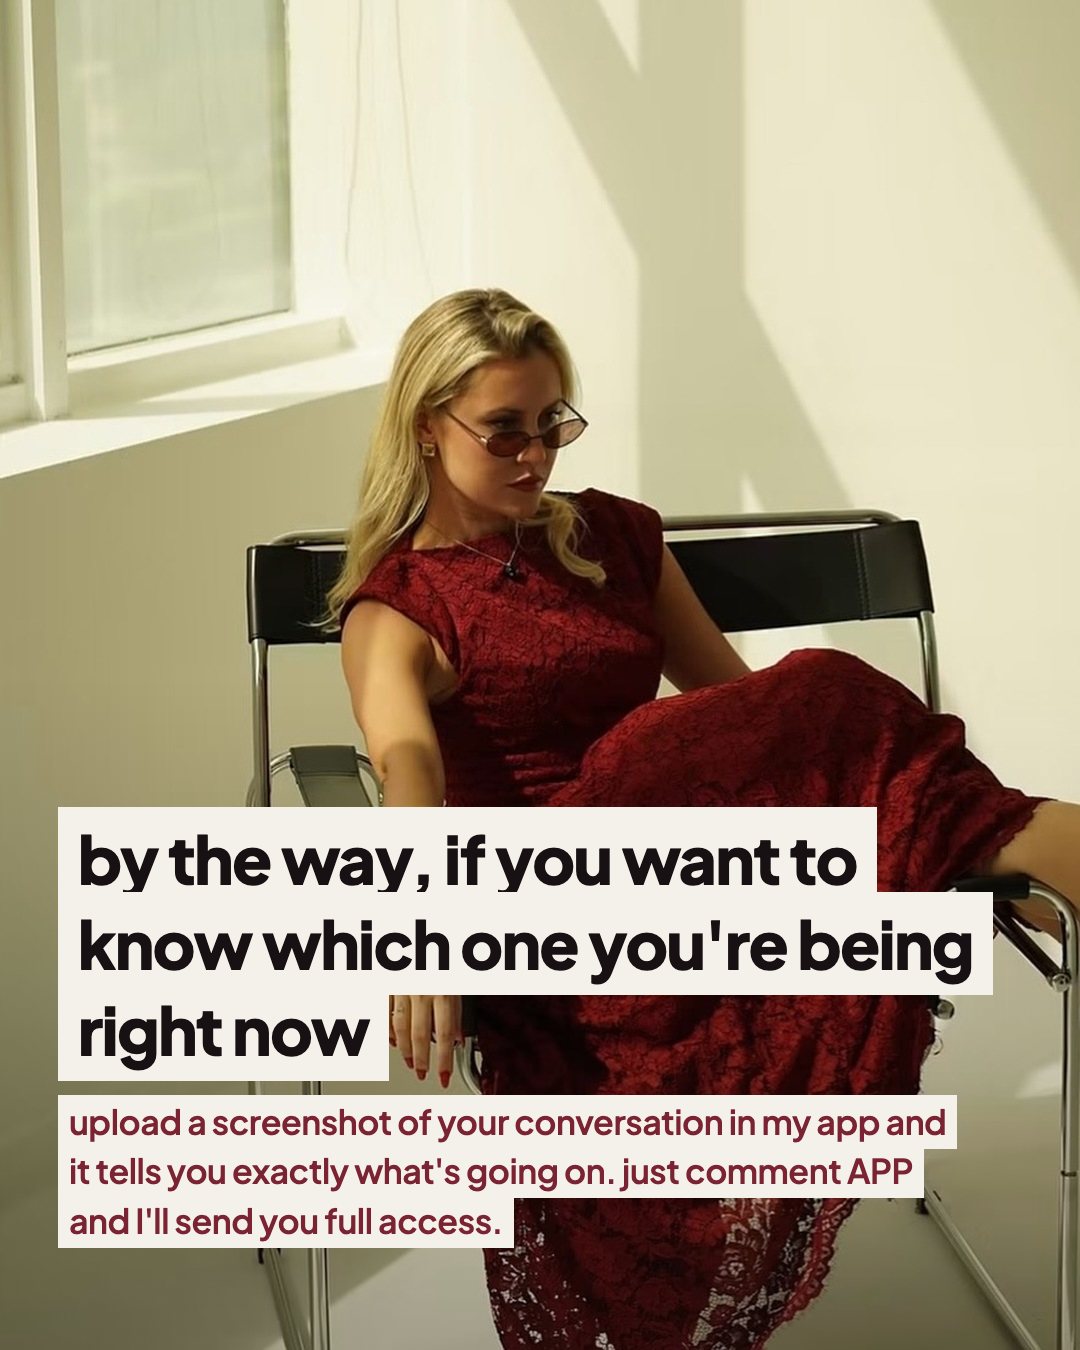 by the way, if you want to
know which one you're being
right now
upload a screenshot of your conversation in my app and
it tells you exactly what's going on. just comment APP
and I'll send you full access.